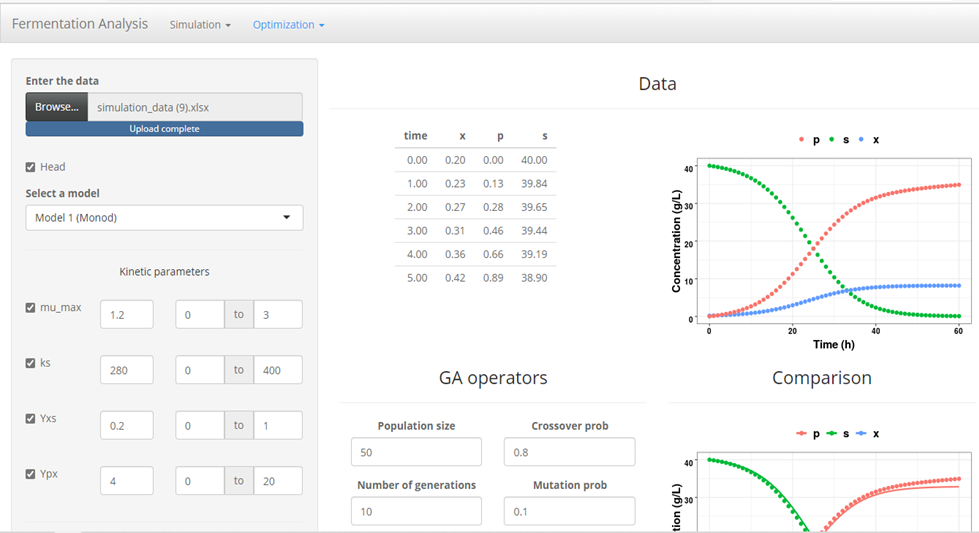 Fermentation Analysis Simulation Optimization
Enter the data
Browse... simulation_data (9).xlsx
Upload complete
Head
Select a model
Model 1 (Monod)
Kinetic parameters
mu_max 1.2 0 to 3
ks 280 0 to 400
Yxs 0.2 0 to 1
Ypx 4 0 to 20
Data
time x p s
0.00 0.20 0.00 40.00
1.00 0.23 0.13 39.84
2.00 0.27 0.28 39.65
3.00 0.31 0.46 39.44
4.00 0.36 0.66 39.19
5.00 0.42 0.89 38.90
p s x
Concentration (g/L)
40
30
20
10
0
0 20 40 60
Time (h)
GA operators
Population size Crossover prob
50 0.8
Number of generations Mutation prob
10 0.1
Comparison
p s x
40
30
tion (g/L)